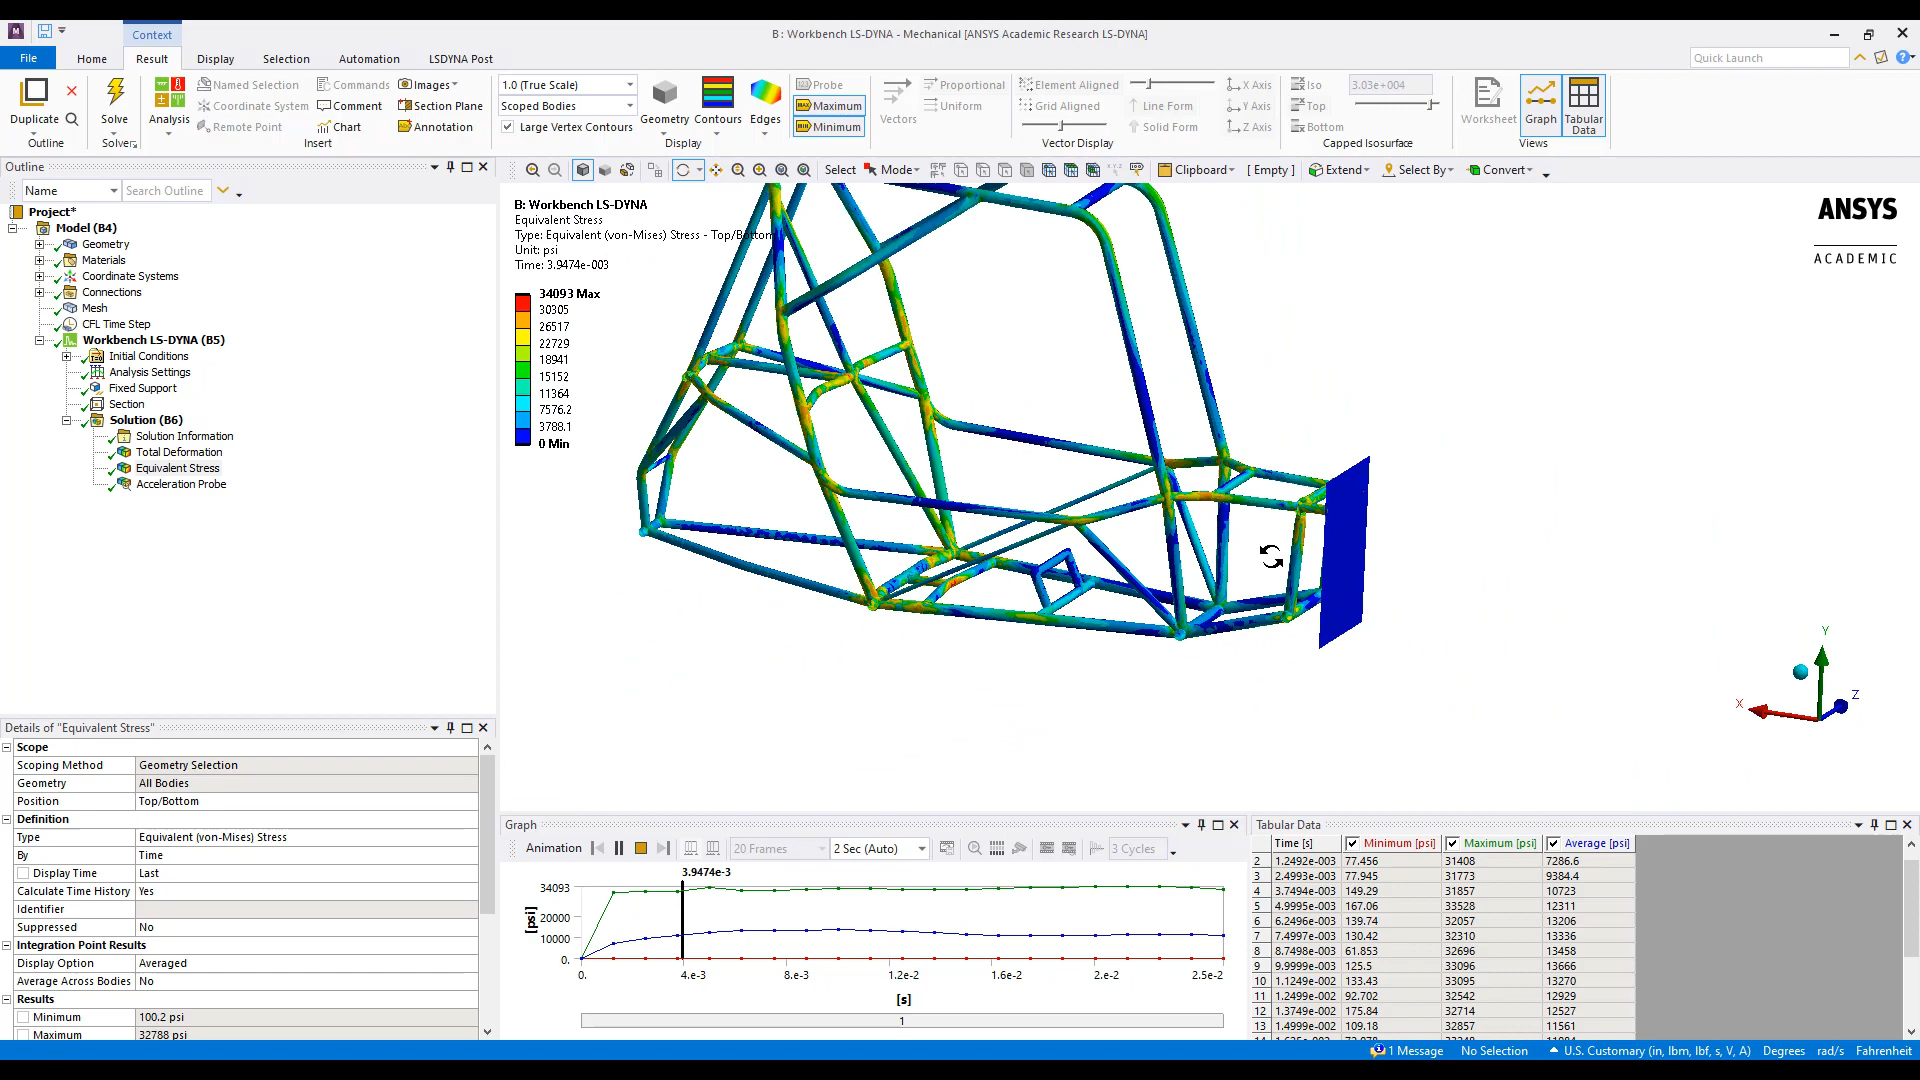 Context
B : Workbench LS-DYNA - Mechanical [ANSYS Academic Research LS-DYNA]
File Home Result Display Selection Automation LSDYNA Post
Quick Launch
Duplicate
Outline
Solve
Solver
Analysis
Named Selection
Coordinate System
Remote Point
Commands
Comment
Chart
Images
Section Plane
Annotation
Insert
1.0 (True Scale)
Scoped Bodies
Large Vertex Contours
Geometry
Contours
Edges
Probe
Maximum
Minimum
Display
Vectors
Proportional
Uniform
Element Aligned
Grid Aligned
Line Form
Solid Form
X Axis
Y Axis
Z Axis
Vector Display
Iso
Top
Bottom
3.03e+004
Capped Isosurface
Worksheet
Graph
Tabular Data
Views
Outline
Name
Search Outline
Select Mode Clipboard [ Empty ] Extend Select By Convert
Project*
Model (B4)
Geometry
Materials
Coordinate Systems
Connections
Mesh
CFL Time Step
Workbench LS-DYNA (B5)
Initial Conditions
Analysis Settings
Fixed Support
Section
Solution (B6)
Solution Information
Total Deformation
Equivalent Stress
Acceleration Probe
B: Workbench LS-DYNA
Equivalent Stress
Type: Equivalent (von-Mises) Stress - Top/Bottom
Unit: psi
Time: 3.9474e-003
34093 Max
30305
26517
22729
18941
15152
11364
7576.2
3788.1
0 Min
ANSYS
ACADEMIC
Y
X
Z
Details of "Equivalent Stress"
Scope
Scoping Method Geometry Selection
Geometry All Bodies
Position Top/Bottom
Definition
Type Equivalent (von-Mises) Stress
By Time
Display Time Last
Calculate Time History Yes
Identifier
Suppressed No
Integration Point Results
Display Option Averaged
Average Across Bodies No
Results
Minimum 100.2 psi
Maximum 32788 psi
Graph
Animation 20 Frames 2 Sec (Auto) 3 Cycles
3.9474e-3
34093
20000
10000
0.
[psi]
0. 4.e-3 8.e-3 1.2e-2 1.6e-2 2.e-2 2.5e-2
[s]
1
Tabular Data
Time [s] Minimum [psi] Maximum [psi] Average [psi]
2 1.2492e-003 77.456 31408 7286.6
3 2.4993e-003 77.945 31773 9384.4
4 3.7494e-003 149.29 31857 10723
5 4.9995e-003 167.06 33528 12311
6 6.2496e-003 139.74 32057 13206
7 7.4997e-003 130.42 32310 13336
8 8.7498e-003 61.853 32696 13458
9 9.9999e-003 125.5 33096 13666
10 1.1249e-002 133.43 33095 13270
11 1.2499e-002 92.702 32542 12929
12 1.3749e-002 175.84 32714 12527
13 1.4999e-002 109.18 32857 11561
1 Message No Selection U.S. Customary (in, lbm, lbf, s, V, A) Degrees rad/s Fahrenheit